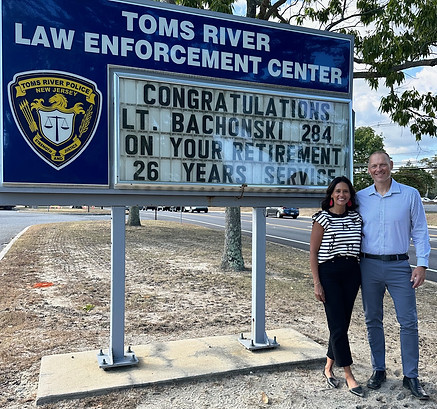 TOMS RIVER
LAW ENFORCEMENT CENTER
TOMS RIVER POLICE
NEW JERSEY
CONGRATULATIONS
LT. BACHONSKI 284
ON YOUR RETIREMENT
26 YEARS SERVICE